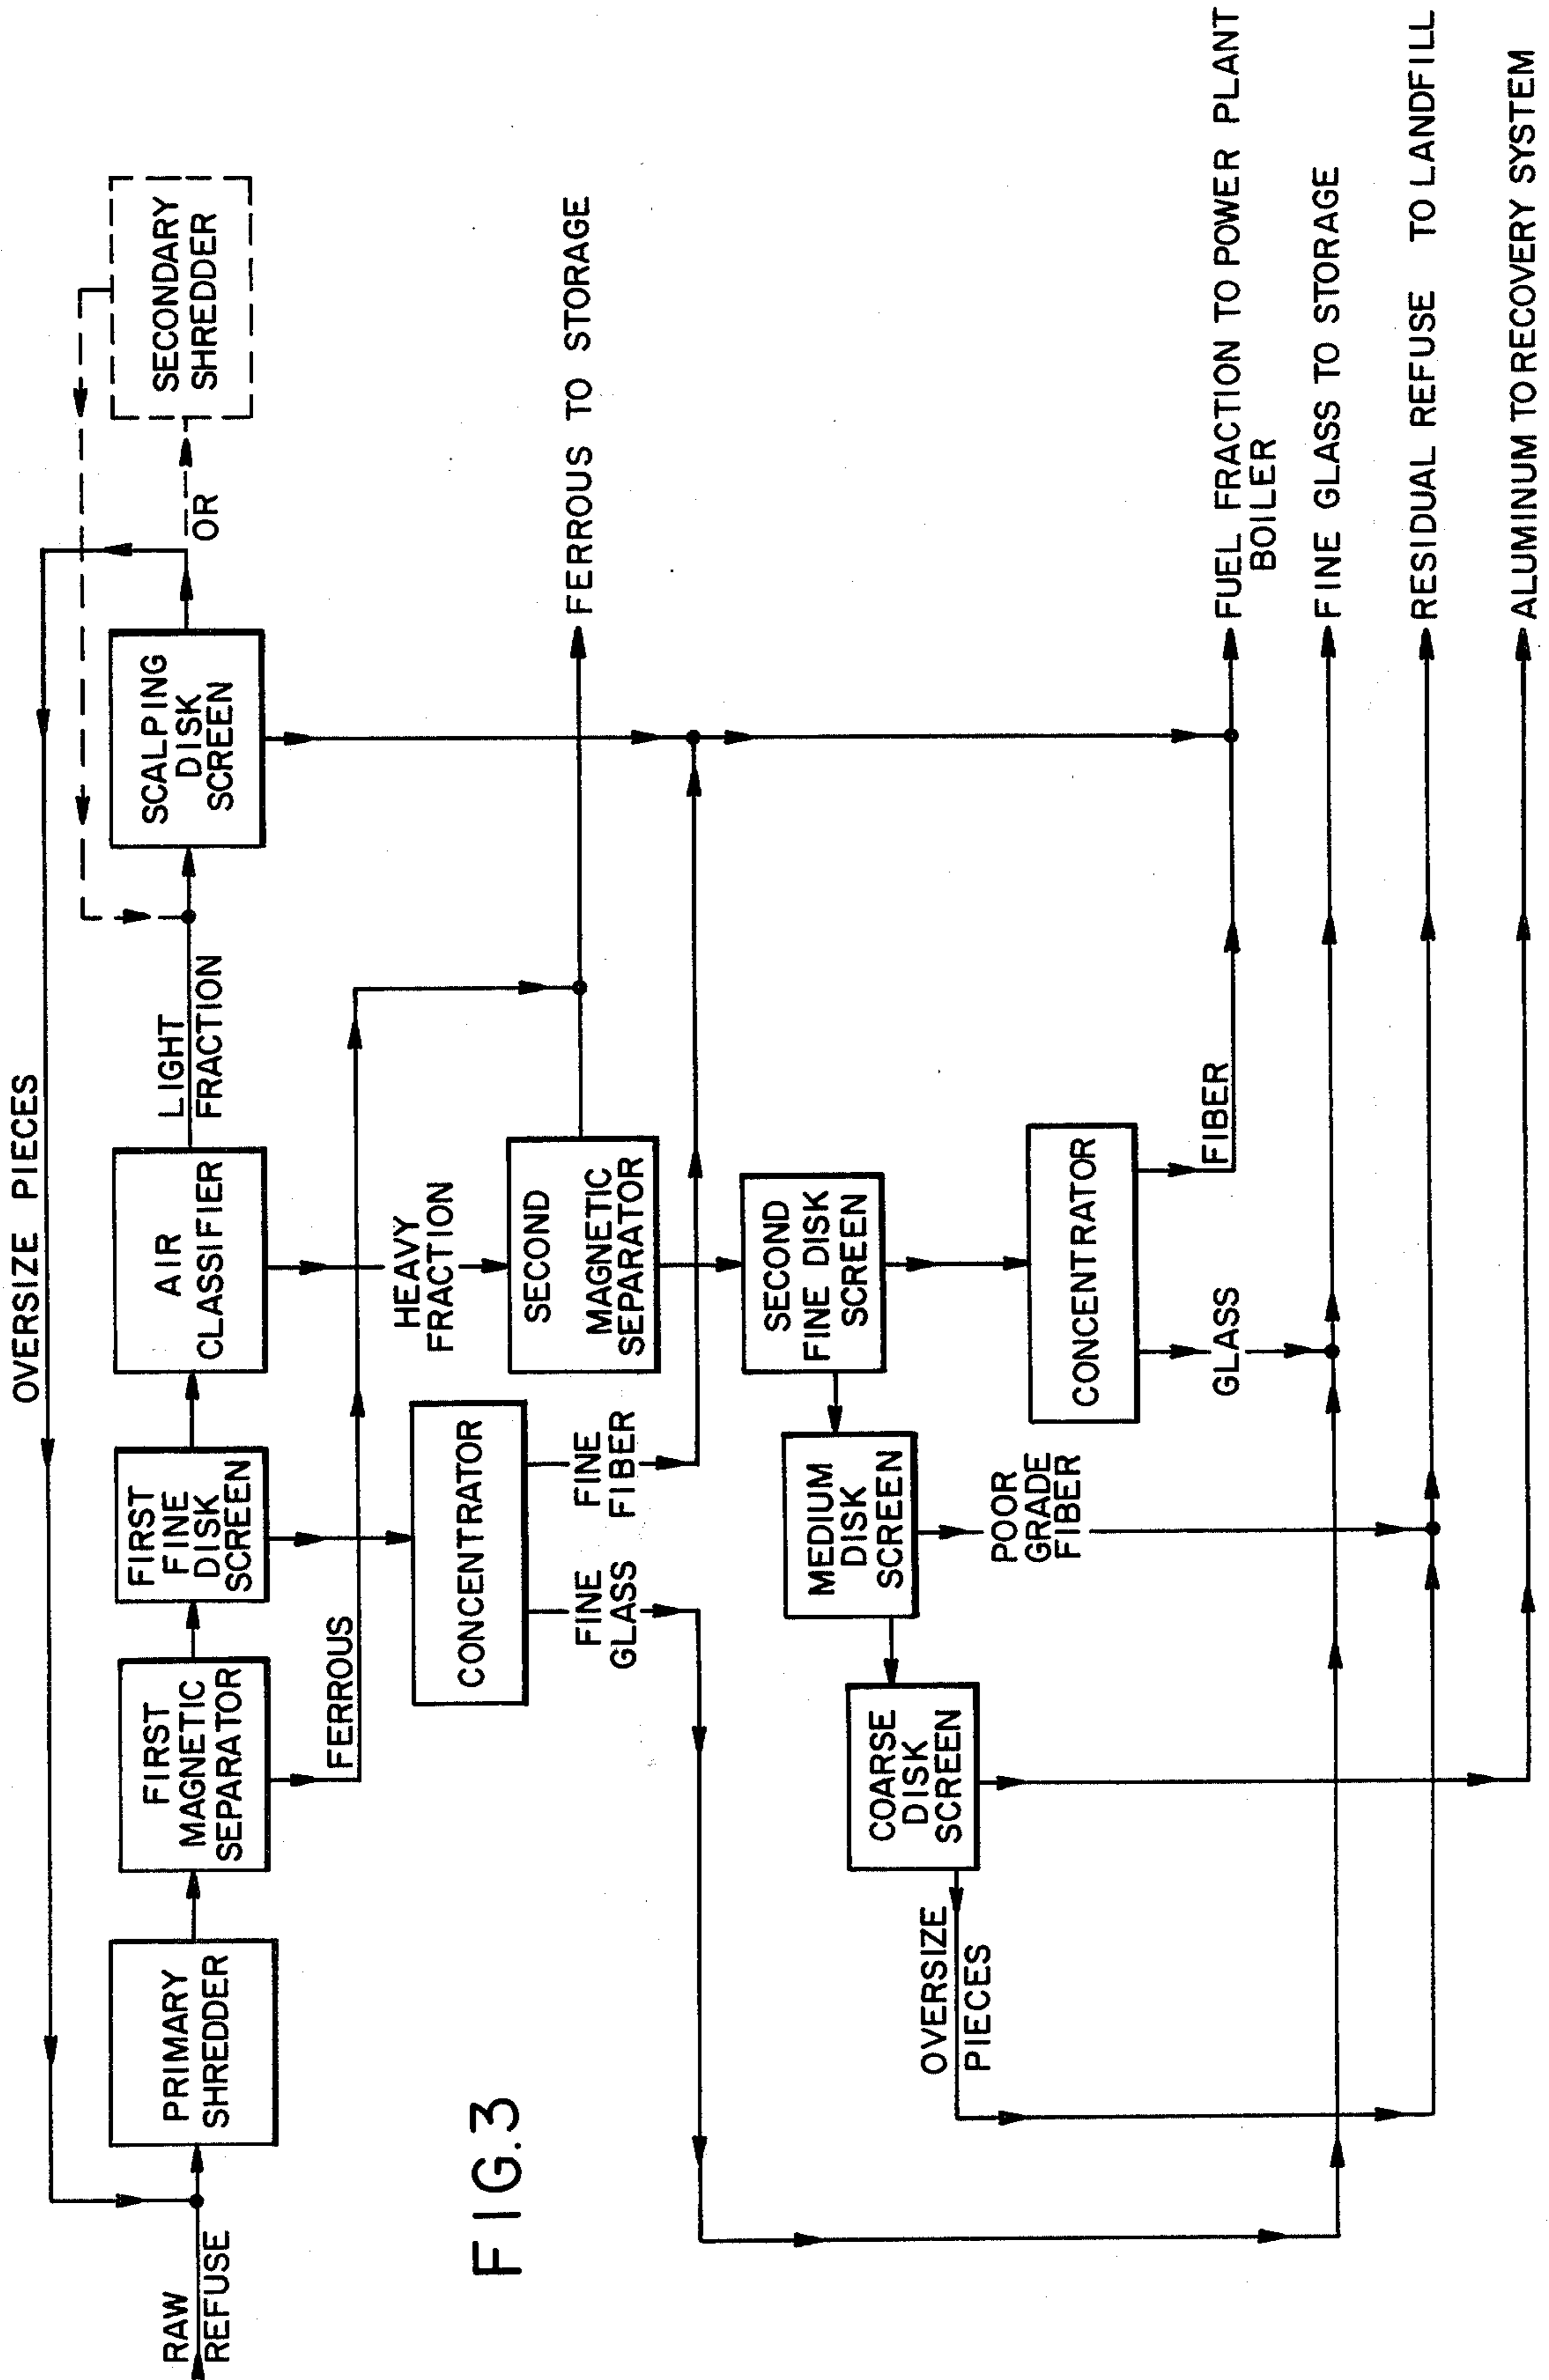 OVERSIZE PIECES
RAW
REFUSE
PRIMARY
SHREDDER
FIRST
MAGNETIC
SEPARATOR
FIRST
FINE
DISK
SCREEN
AIR
CLASSIFIER
LIGHT
FRACTION
SCALPING
DISK
SCREEN
OR
SECONDARY
SHREDDER
FERROUS
HEAVY
FRACTION
CONCENTRATOR
SECOND
MAGNETIC
SEPARATOR
FERROUS TO STORAGE
FIG.3
FINE
GLASS
FINE
FIBER
SECOND
FINE DISK
SCREEN
MEDIUM
DISK
SCREEN
COARSE
DISK
SCREEN
OVERSIZE
PIECES
POOR
GRADE
FIBER
CONCENTRATOR
GLASS
FIBER
FUEL FRACTION TO POWER PLANT
BOILER
FINE GLASS TO STORAGE
RESIDUAL REFUSE TO LANDFILL
ALUMINUM TO RECOVERY SYSTEM